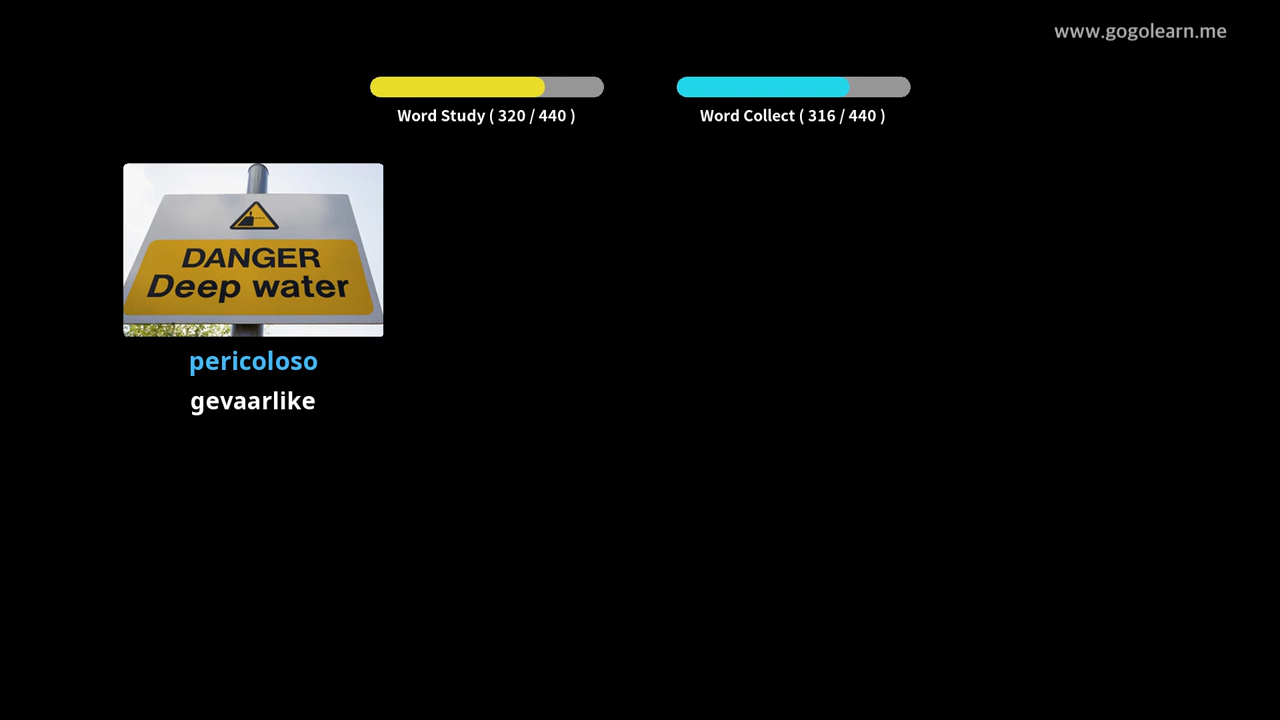 www.gogolearn.me
Word Study ( 320 / 440 )
Word Collect ( 316 / 440 )
DANGER
Deep water
pericoloso
gevaarlike